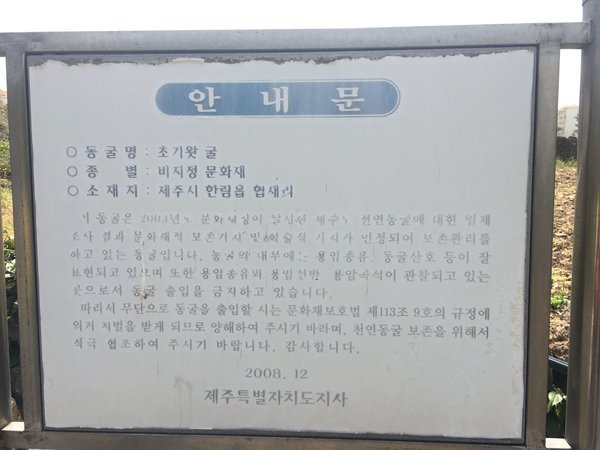 안 내 문
○ 동 굴 명 : 초기왓 굴
○ 종 별 : 비지정 문화재
○ 소 재 지 : 제주시 한림읍 협재리
이 동굴은 2003년도 문화재청이 실시한 제주도 천연동굴에 대한 일제
조사 결과 문화재적 보존가치 및 학술적 가치가 인정되어 보존관리를
하고 있는 동굴입니다. 동굴의 내부에는 용암종유, 동굴산호 등이 잘
표현되고 있으며 또한 용암종유와 용암선반, 용암곡석이 관찰되고 있는
곳으로서 동굴 출입을 금지하고 있습니다.
따라서 무단으로 동굴을 출입할 시는 문화재보호법 제113조 9호의 규정에
의거 처벌을 받게 되므로 양해하여 주시기 바라며, 천연동굴 보존을 위해서
적극 협조하여 주시기 바랍니다. 감사합니다.
2008. 12
제주특별자치도지사